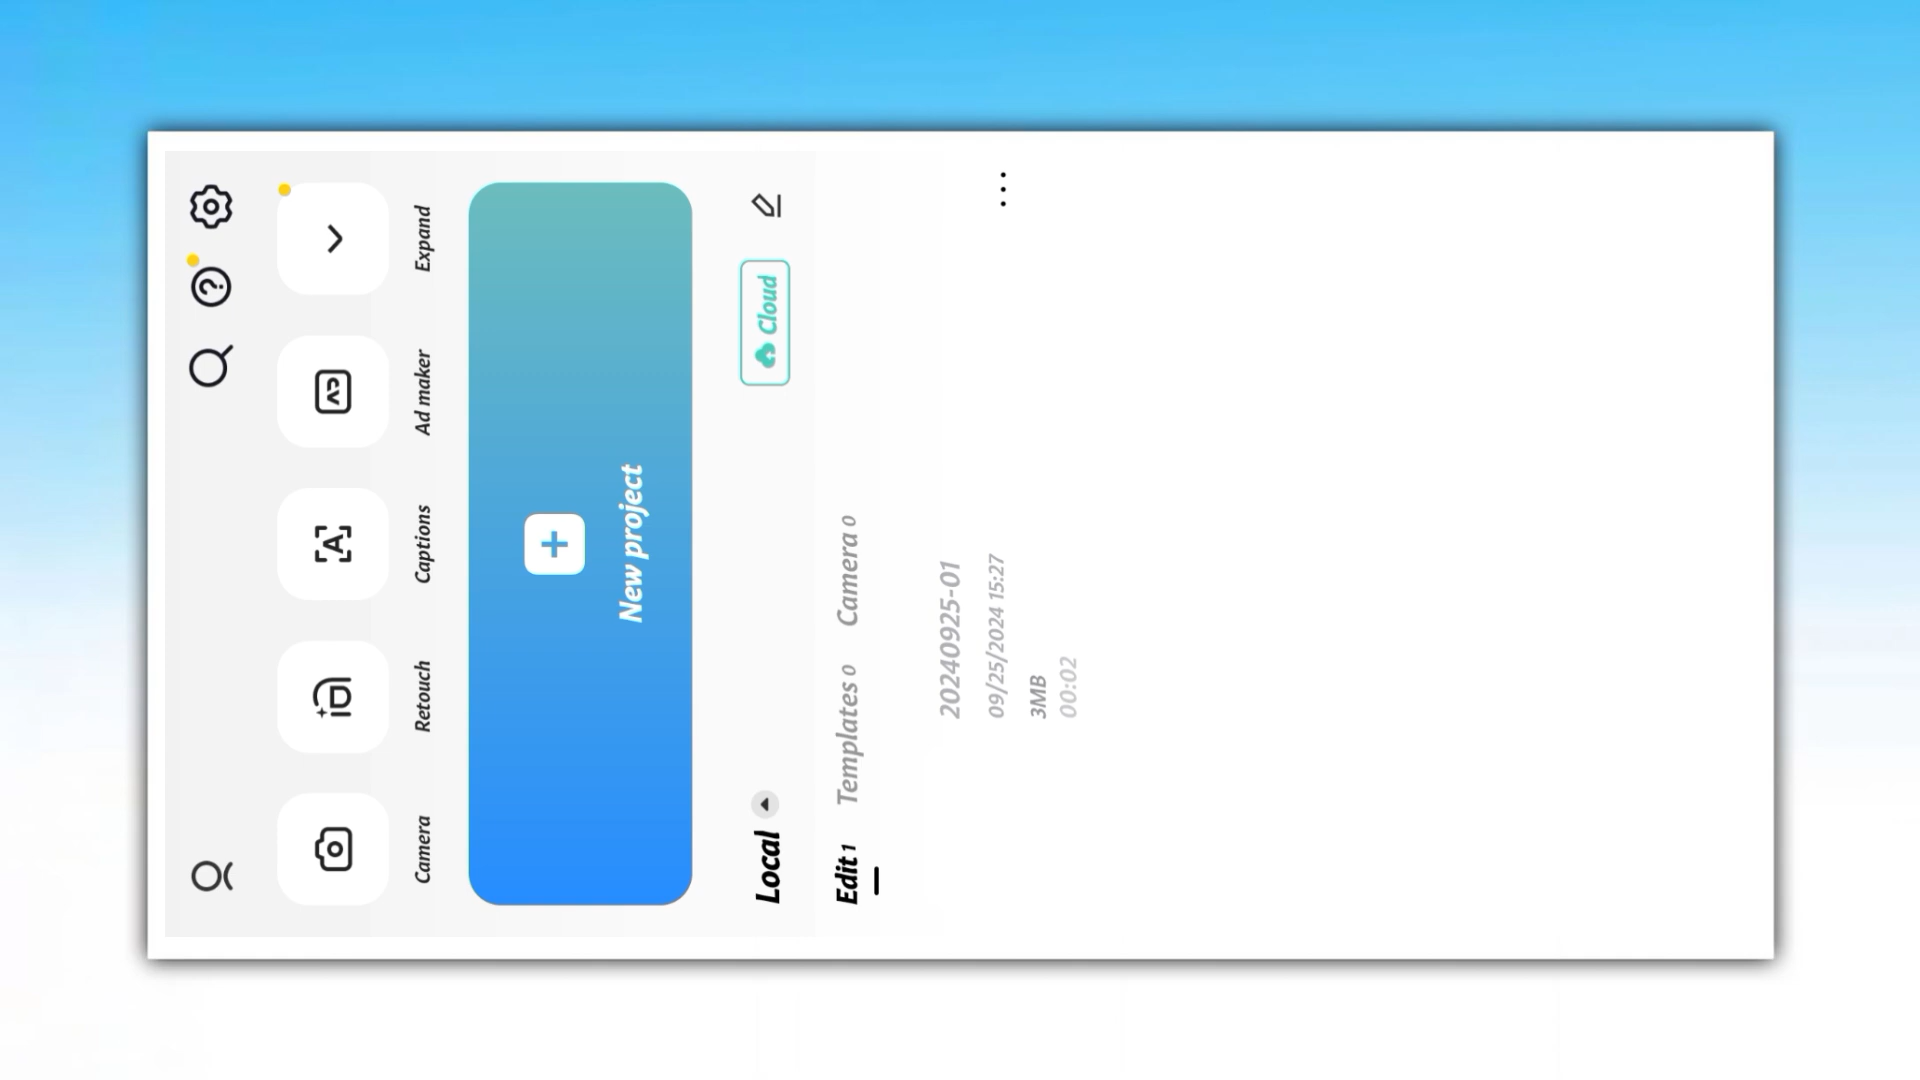 Camera
Retouch
Captions
Ad maker
Expand
New project
Local
Cloud
Edit 1
Templates 0
Camera 0
20240925-01
09/25/2024 15:27
3MB
00:02